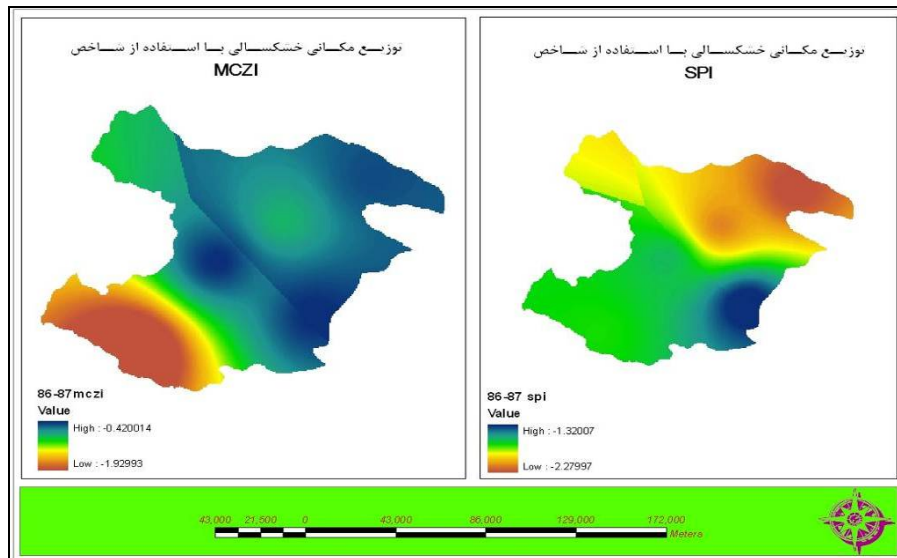 توزیع مکانی خشکسالی با استفاده از شاخص
MCZI
86-87mczi
Value
High : -0.420014
Low : -1.92993
توزیع مکانی خشکسالی با استفاده از شاخص
SPI
86-87 spi
Value
High : -1.32007
Low : -2.27997
43,000 21,500 0 43,000 86,000 129,000 172,000
Meters